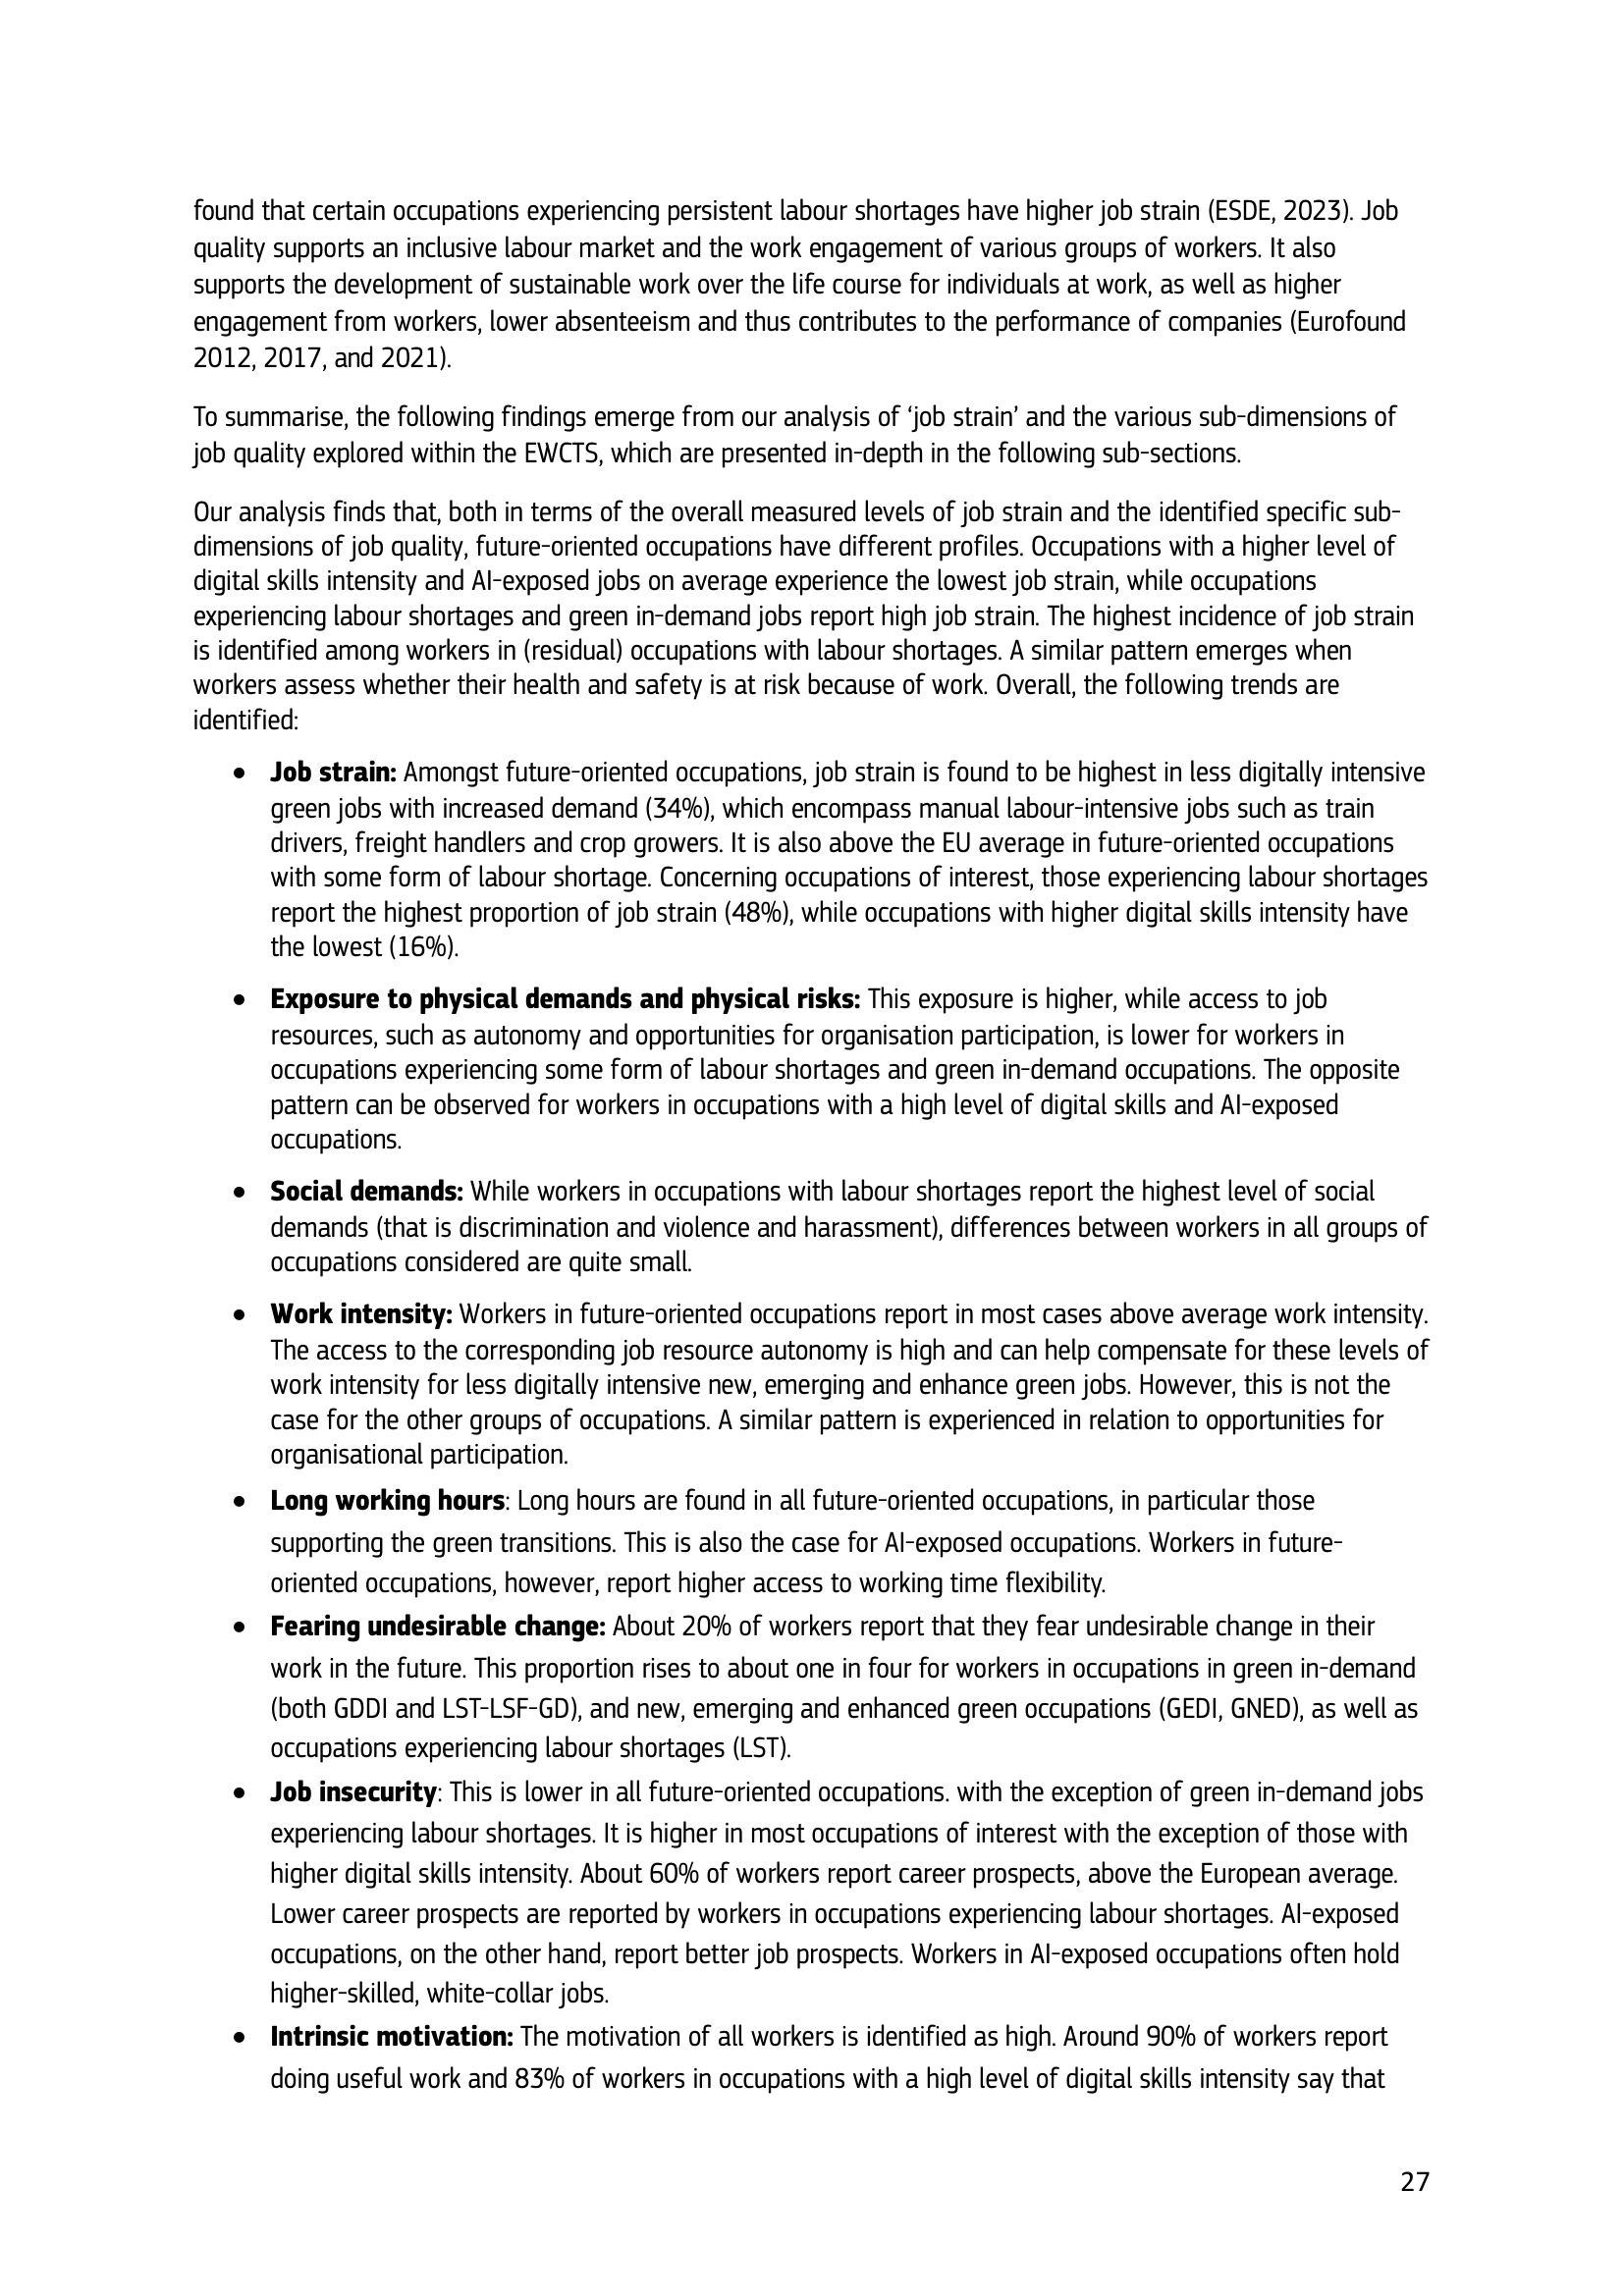 found that certain occupations experiencing persistent labour shortages have higher job strain (ESDE, 2023). Job
quality supports an inclusive labour market and the work engagement of various groups of workers. It also
supports the development of sustainable work over the life course for individuals at work, as well as higher
engagement from workers, lower absenteeism and thus contributes to the performance of companies (Eurofound
2012, 2017, and 2021).
To summarise, the following findings emerge from our analysis of ‘job strain’ and the various sub-dimensions of
job quality explored within the EWCTS, which are presented in-depth in the following sub-sections.
Our analysis finds that, both in terms of the overall measured levels of job strain and the identified specific sub-
dimensions of job quality, future-oriented occupations have different profiles. Occupations with a higher level of
digital skills intensity and AI-exposed jobs on average experience the lowest job strain, while occupations
experiencing labour shortages and green in-demand jobs report high job strain. The highest incidence of job strain
is identified among workers in (residual) occupations with labour shortages. A similar pattern emerges when
workers assess whether their health and safety is at risk because of work. Overall, the following trends are
identified:
• Job strain: Amongst future-oriented occupations, job strain is found to be highest in less digitally intensive
green jobs with increased demand (34%), which encompass manual labour-intensive jobs such as train
drivers, freight handlers and crop growers. It is also above the EU average in future-oriented occupations
with some form of labour shortage. Concerning occupations of interest, those experiencing labour shortages
report the highest proportion of job strain (48%), while occupations with higher digital skills intensity have
the lowest (16%).
• Exposure to physical demands and physical risks: This exposure is higher, while access to job
resources, such as autonomy and opportunities for organisation participation, is lower for workers in
occupations experiencing some form of labour shortages and green in-demand occupations. The opposite
pattern can be observed for workers in occupations with a high level of digital skills and AI-exposed
occupations.
• Social demands: While workers in occupations with labour shortages report the highest level of social
demands (that is discrimination and violence and harassment), differences between workers in all groups of
occupations considered are quite small.
• Work intensity: Workers in future-oriented occupations report in most cases above average work intensity.
The access to the corresponding job resource autonomy is high and can help compensate for these levels of
work intensity for less digitally intensive new, emerging and enhance green jobs. However, this is not the
case for the other groups of occupations. A similar pattern is experienced in relation to opportunities for
organisational participation.
• Long working hours: Long hours are found in all future-oriented occupations, in particular those
supporting the green transitions. This is also the case for AI-exposed occupations. Workers in future-
oriented occupations, however, report higher access to working time flexibility.
• Fearing undesirable change: About 20% of workers report that they fear undesirable change in their
work in the future. This proportion rises to about one in four for workers in occupations in green in-demand
(both GDDI and LST-LSF-GD), and new, emerging and enhanced green occupations (GEDI, GNED), as well as
occupations experiencing labour shortages (LST).
• Job insecurity: This is lower in all future-oriented occupations. with the exception of green in-demand jobs
experiencing labour shortages. It is higher in most occupations of interest with the exception of those with
higher digital skills intensity. About 60% of workers report career prospects, above the European average.
Lower career prospects are reported by workers in occupations experiencing labour shortages. AI-exposed
occupations, on the other hand, report better job prospects. Workers in AI-exposed occupations often hold
higher-skilled, white-collar jobs.
• Intrinsic motivation: The motivation of all workers is identified as high. Around 90% of workers report
doing useful work and 83% of workers in occupations with a high level of digital skills intensity say that
27